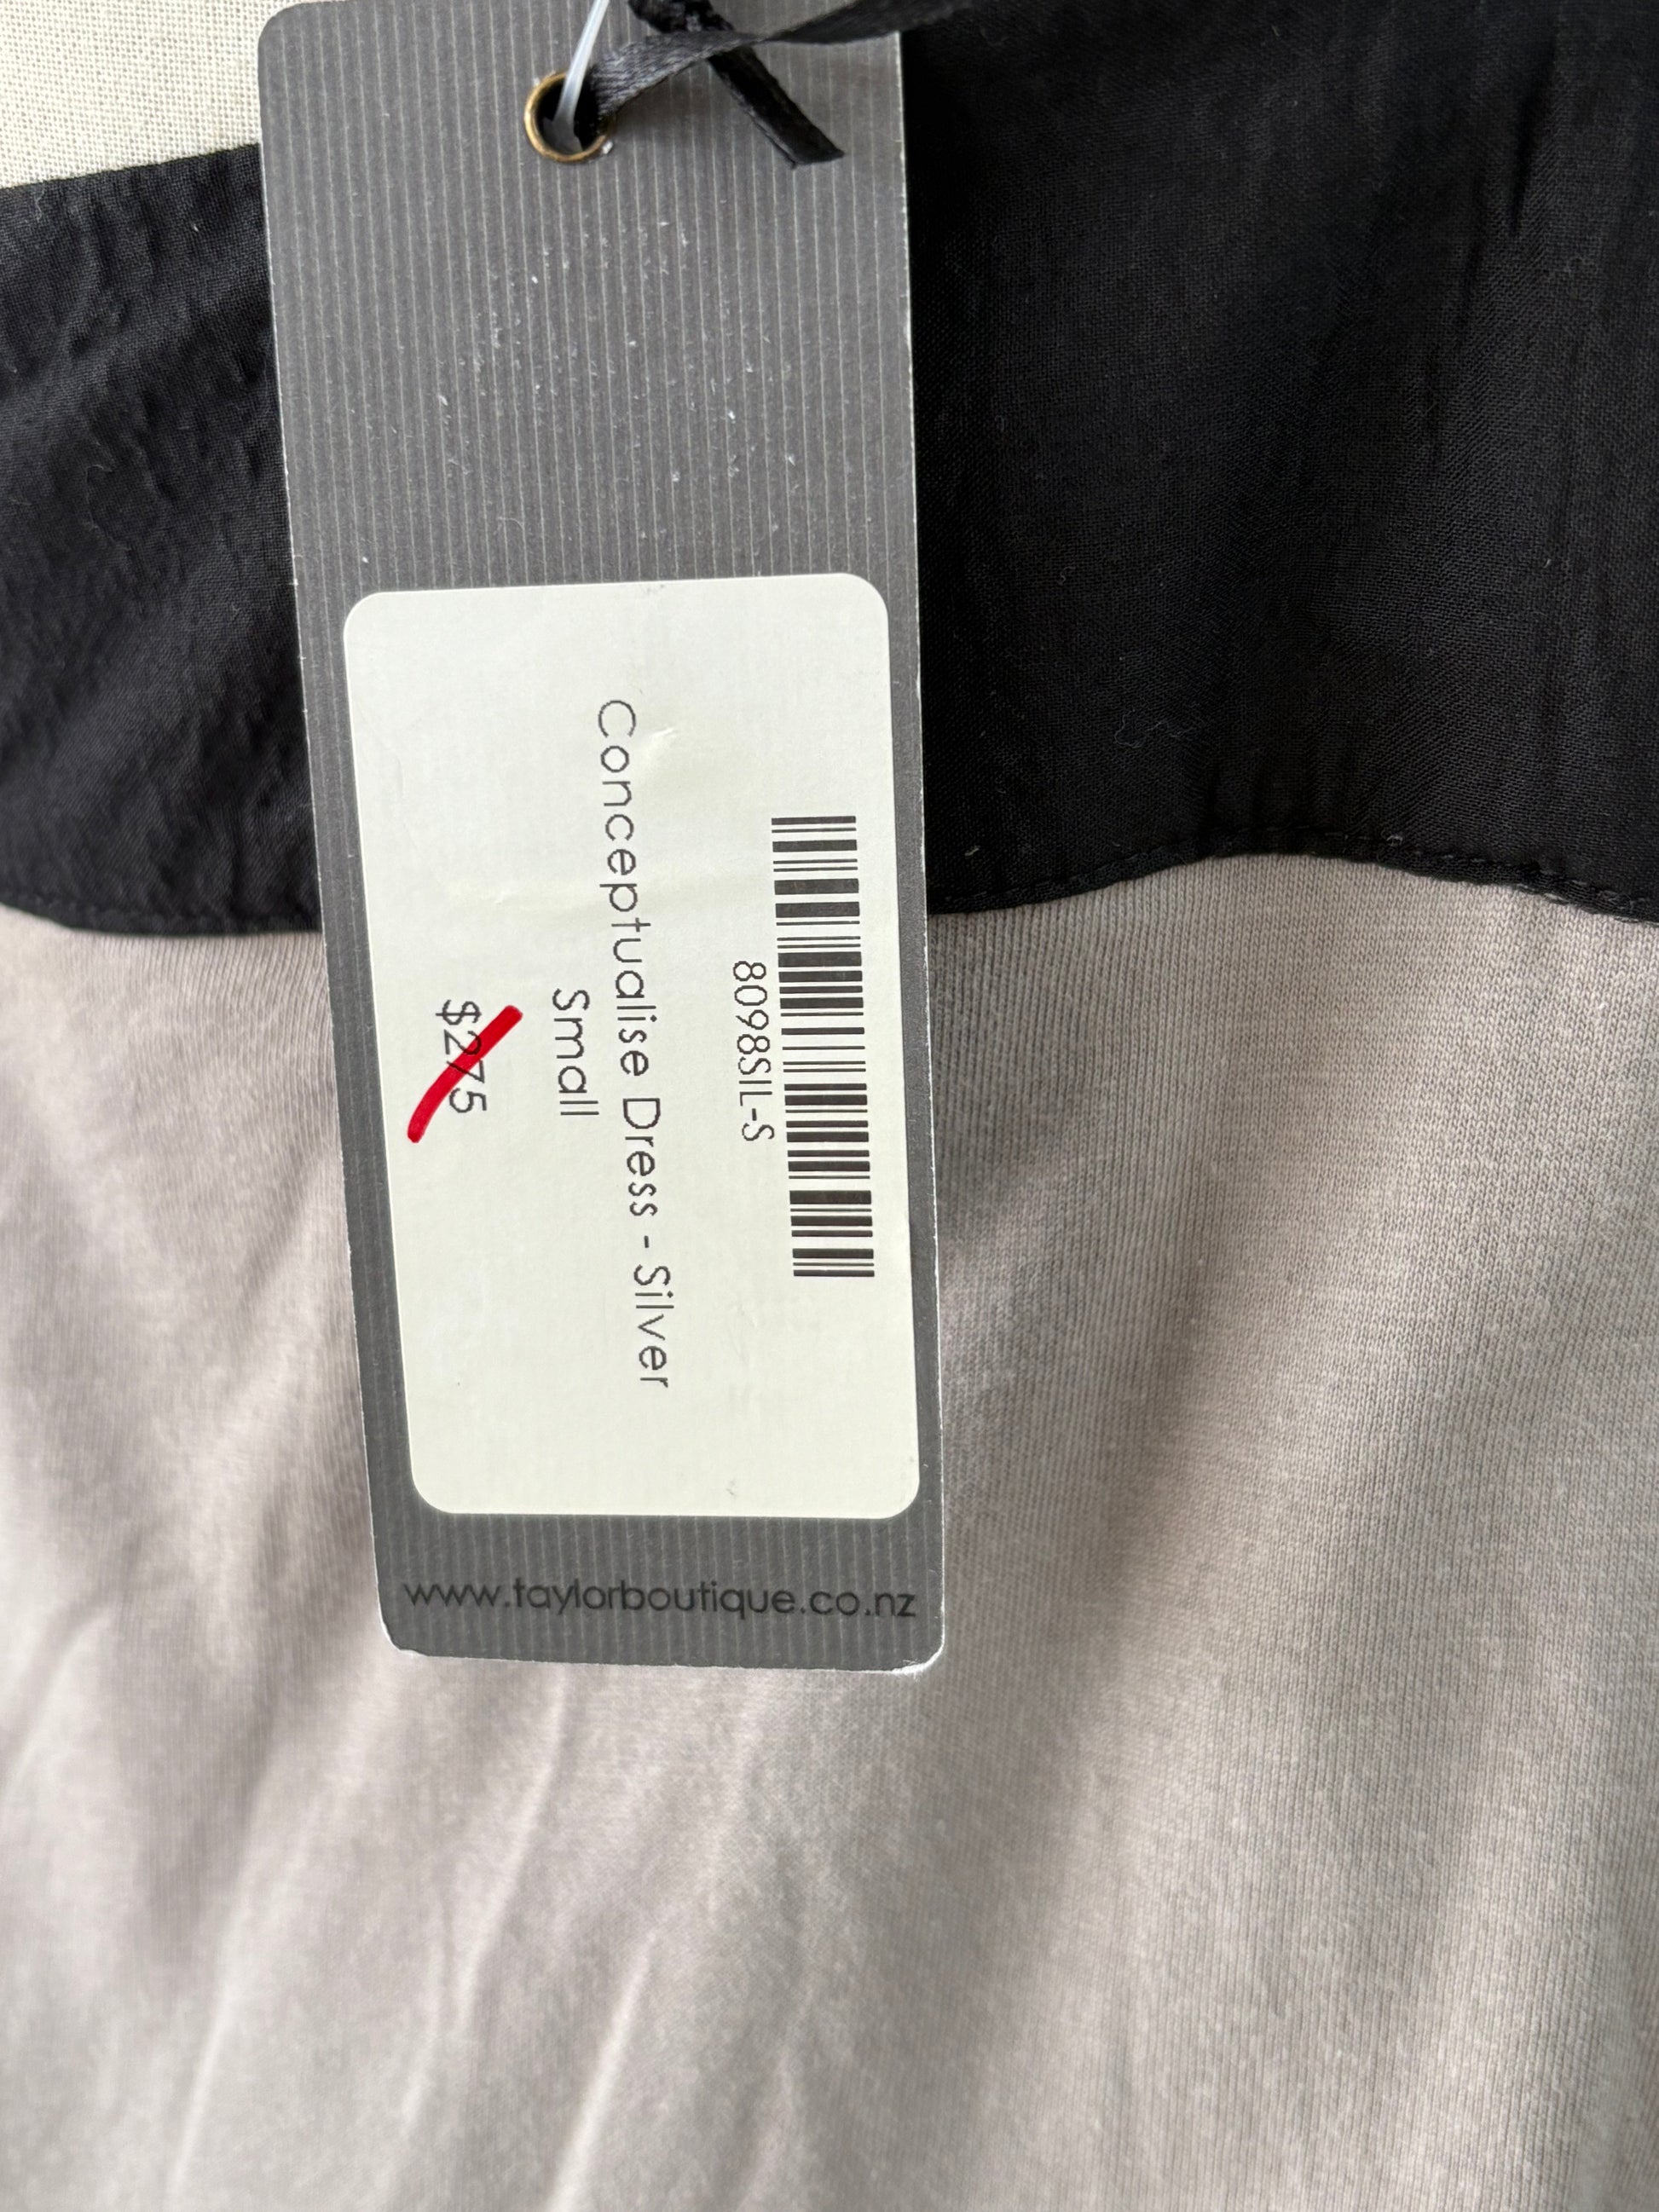 8098SIL-S
Conceptualise Dress - Silver
Small
$275
www.taylorboutique.co.nz